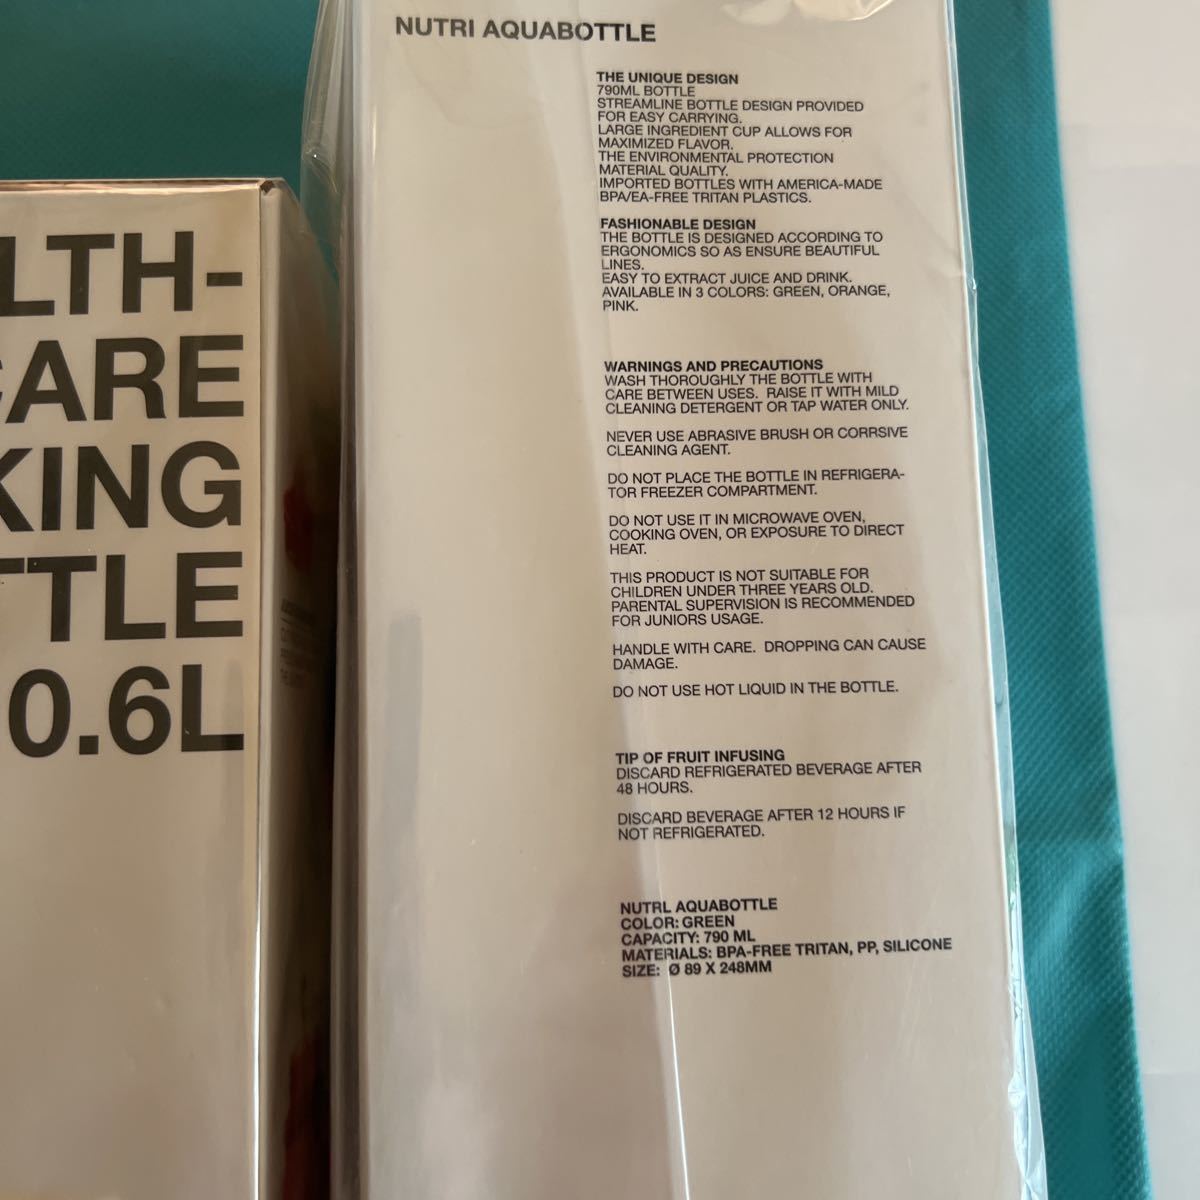 LTH-
CARE
KING
TTLE
0.6L
NUTRI AQUABOTTLE
THE UNIQUE DESIGN
790ML BOTTLE
STREAMLINE BOTTLE DESIGN PROVIDED
FOR EASY CARRYING.
LARGE INGREDIENT CUP ALLOWS FOR
MAXIMIZED FLAVOR.
THE ENVIRONMENTAL PROTECTION
MATERIAL QUALITY.
IMPORTED BOTTLES WITH AMERICA-MADE
BPA/EA-FREE TRITAN PLASTICS.
FASHIONABLE DESIGN
THE BOTTLE IS DESIGNED ACCORDING TO
ERGONOMICS SO AS ENSURE BEAUTIFUL
LINES.
EASY TO EXTRACT JUICE AND DRINK.
AVAILABLE IN 3 COLORS: GREEN, ORANGE,
PINK.
WARNINGS AND PRECAUTIONS
WASH THOROUGHLY THE BOTTLE WITH
CARE BETWEEN USES. RAISE IT WITH MILD
CLEANING DETERGENT OR TAP WATER ONLY.
NEVER USE ABRASIVE BRUSH OR CORRSIVE
CLEANING AGENT.
DO NOT PLACE THE BOTTLE IN REFRIGERA-
TOR FREEZER COMPARTMENT.
DO NOT USE IT IN MICROWAVE OVEN,
COOKING OVEN, OR EXPOSURE TO DIRECT
HEAT.
THIS PRODUCT IS NOT SUITABLE FOR
CHILDREN UNDER THREE YEARS OLD.
PARENTAL SUPERVISION IS RECOMMENDED
FOR JUNIORS USAGE.
HANDLE WITH CARE. DROPPING CAN CAUSE
DAMAGE.
DO NOT USE HOT LIQUID IN THE BOTTLE.
TIP OF FRUIT INFUSING
DISCARD REFRIGERATED BEVERAGE AFTER
48 HOURS.
DISCARD BEVERAGE AFTER 12 HOURS IF
NOT REFRIGERATED.
NUTRL AQUABOTTLE
COLOR: GREEN
CAPACITY: 790 ML
MATERIALS: BPA-FREE TRITAN, PP, SILICONE
SIZE: Ø 89 X 248MM